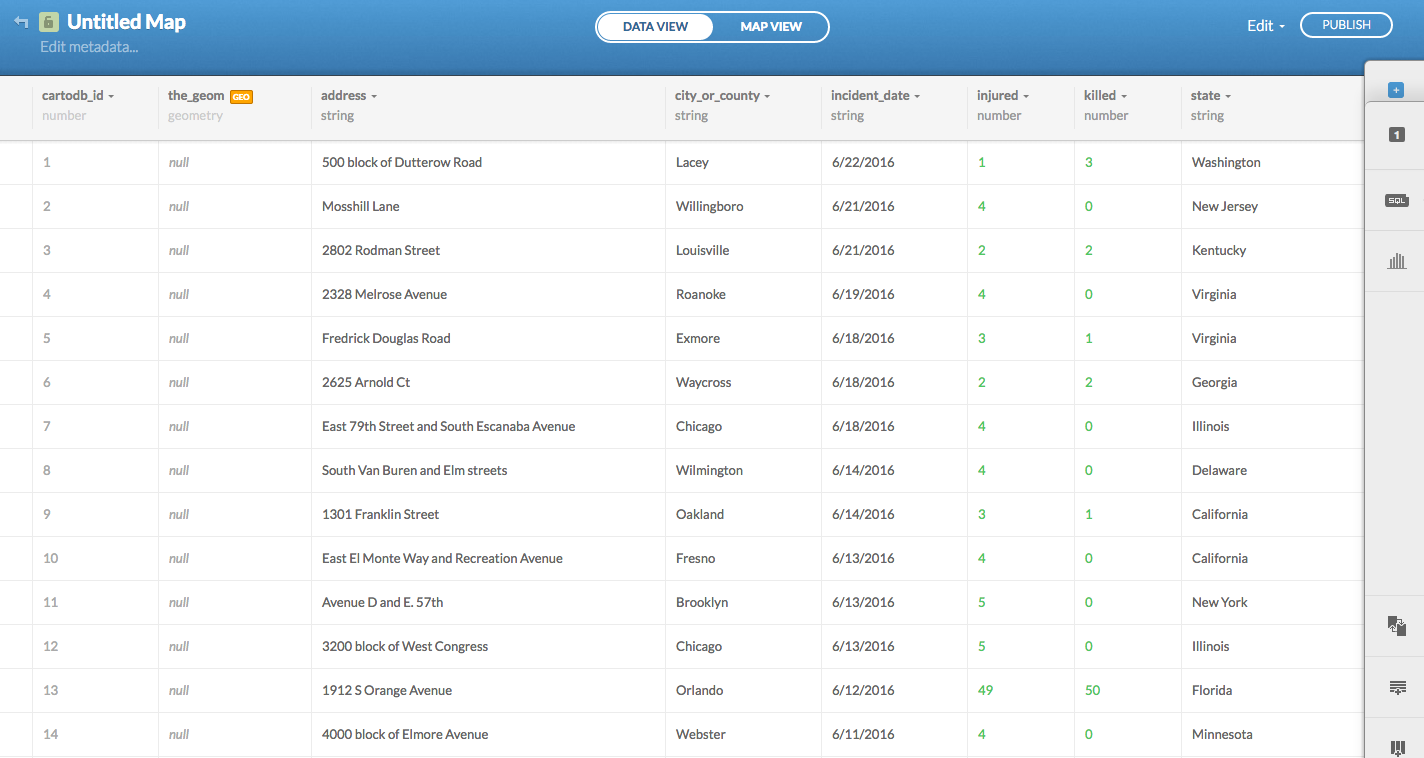 Untitled Map
Edit metadata...
DATA VIEW MAP VIEW
Edit PUBLISH
cartodb_id the_geom GEO address city_or_county incident_date injured killed state
number geometry string string string number number string
1 null 500 block of Dutterow Road Lacey 6/22/2016 1 3 Washington
2 null Mosshill Lane Willingboro 6/21/2016 4 0 New Jersey
3 null 2802 Rodman Street Louisville 6/21/2016 2 2 Kentucky
4 null 2328 Melrose Avenue Roanoke 6/19/2016 4 0 Virginia
5 null Fredrick Douglas Road Exmore 6/18/2016 3 1 Virginia
6 null 2625 Arnold Ct Waycross 6/18/2016 2 2 Georgia
7 null East 79th Street and South Escanaba Avenue Chicago 6/18/2016 4 0 Illinois
8 null South Van Buren and Elm streets Wilmington 6/14/2016 4 0 Delaware
9 null 1301 Franklin Street Oakland 6/14/2016 3 1 California
10 null East El Monte Way and Recreation Avenue Fresno 6/13/2016 4 0 California
11 null Avenue D and E. 57th Brooklyn 6/13/2016 5 0 New York
12 null 3200 block of West Congress Chicago 6/13/2016 5 0 Illinois
13 null 1912 S Orange Avenue Orlando 6/12/2016 49 50 Florida
14 null 4000 block of Elmore Avenue Webster 6/11/2016 4 0 Minnesota
+
1
SQL